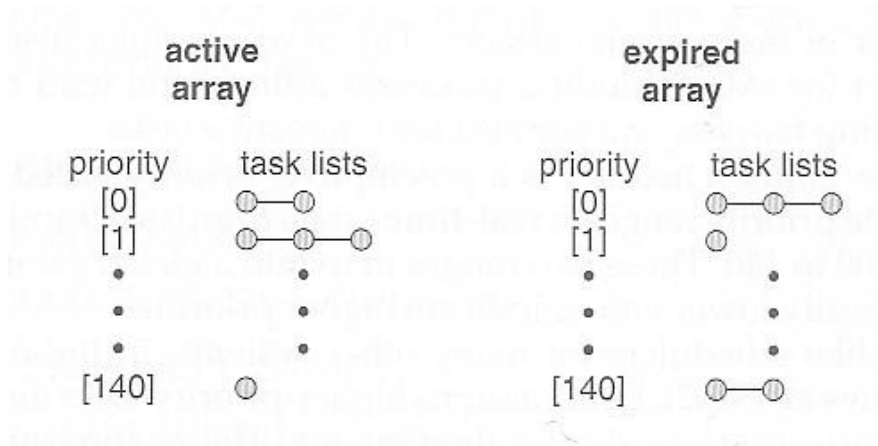 active
array
priority task lists
[0]
[1]
[140]
expired
array
priority task lists
[0]
[1]
[140]